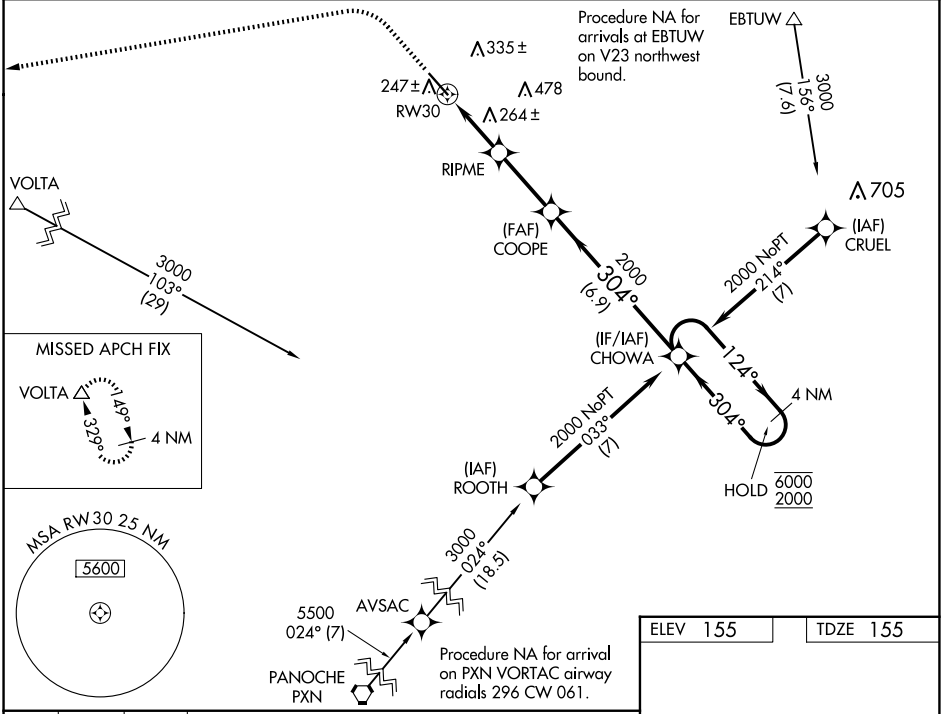 Procedure NA for
arrivals at EBTUW
on V23 northwest
bound.
EBTUW
335 ±
247 ±
478
264 ±
RW30
3000
156°
(7.6)
RIPME
VOLTA
705
(IAF)
CRUEL
(FAF)
COOPE
2000 NoPT
214°
(7)
2000
304°
(6.9)
3000
103°
(29)
(IF/IAF)
CHOWA
124°
304°
4 NM
MISSED APCH FIX
VOLTA
149°
329°
4 NM
2000 NoPT
033°
(7)
(IAF)
ROOTH
HOLD
6000
2000
MSA RW30 25 NM
5600
3000
024°
(18.5)
AVSAC
5500
024° (7)
PANOCHE
PXN
Procedure NA for arrival
on PXN VORTAC airway
radials 296 CW 061.
ELEV 155
TDZE 155